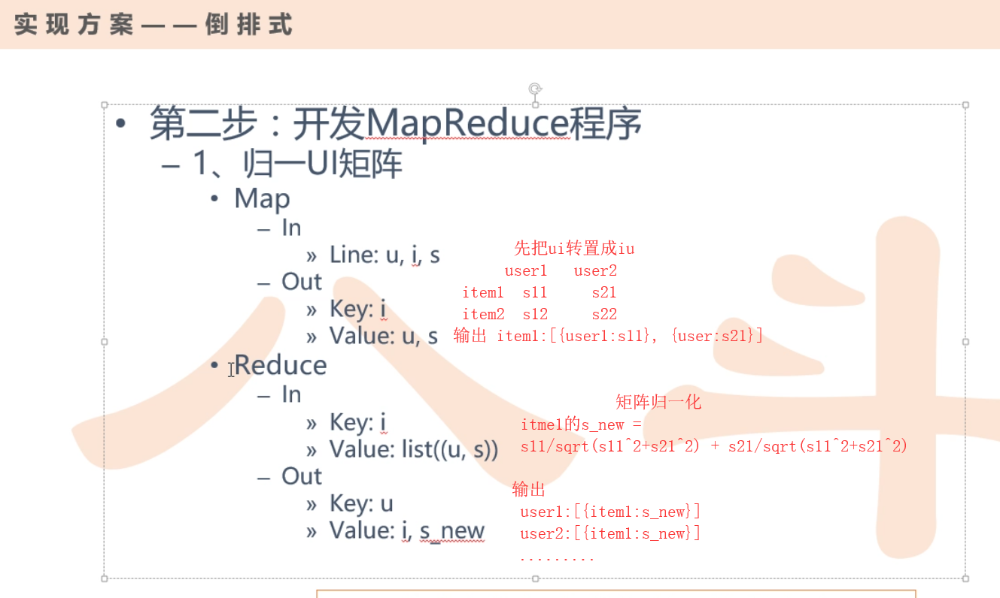 实现方案——倒排式
• 第二步：开发MapReduce程序
– 1、归一UI矩阵
• Map
– In
» Line: u, i, s
– Out
» Key: i
» Value: u, s
先把ui转置成iu
user1 user2
item1 s11 s21
item2 s12 s22
输出 item1:[{user1:s11}, {user:s21}]
• Reduce
– In
» Key: i
» Value: list((u, s))
– Out
» Key: u
» Value: i, s_new
矩阵归一化
itme1的s_new =
s11/sqrt(s11^2+s21^2) + s21/sqrt(s11^2+s21^2)
输出
user1:[{item1:s_new}]
user2:[{item1:s_new}]
.........
八斗